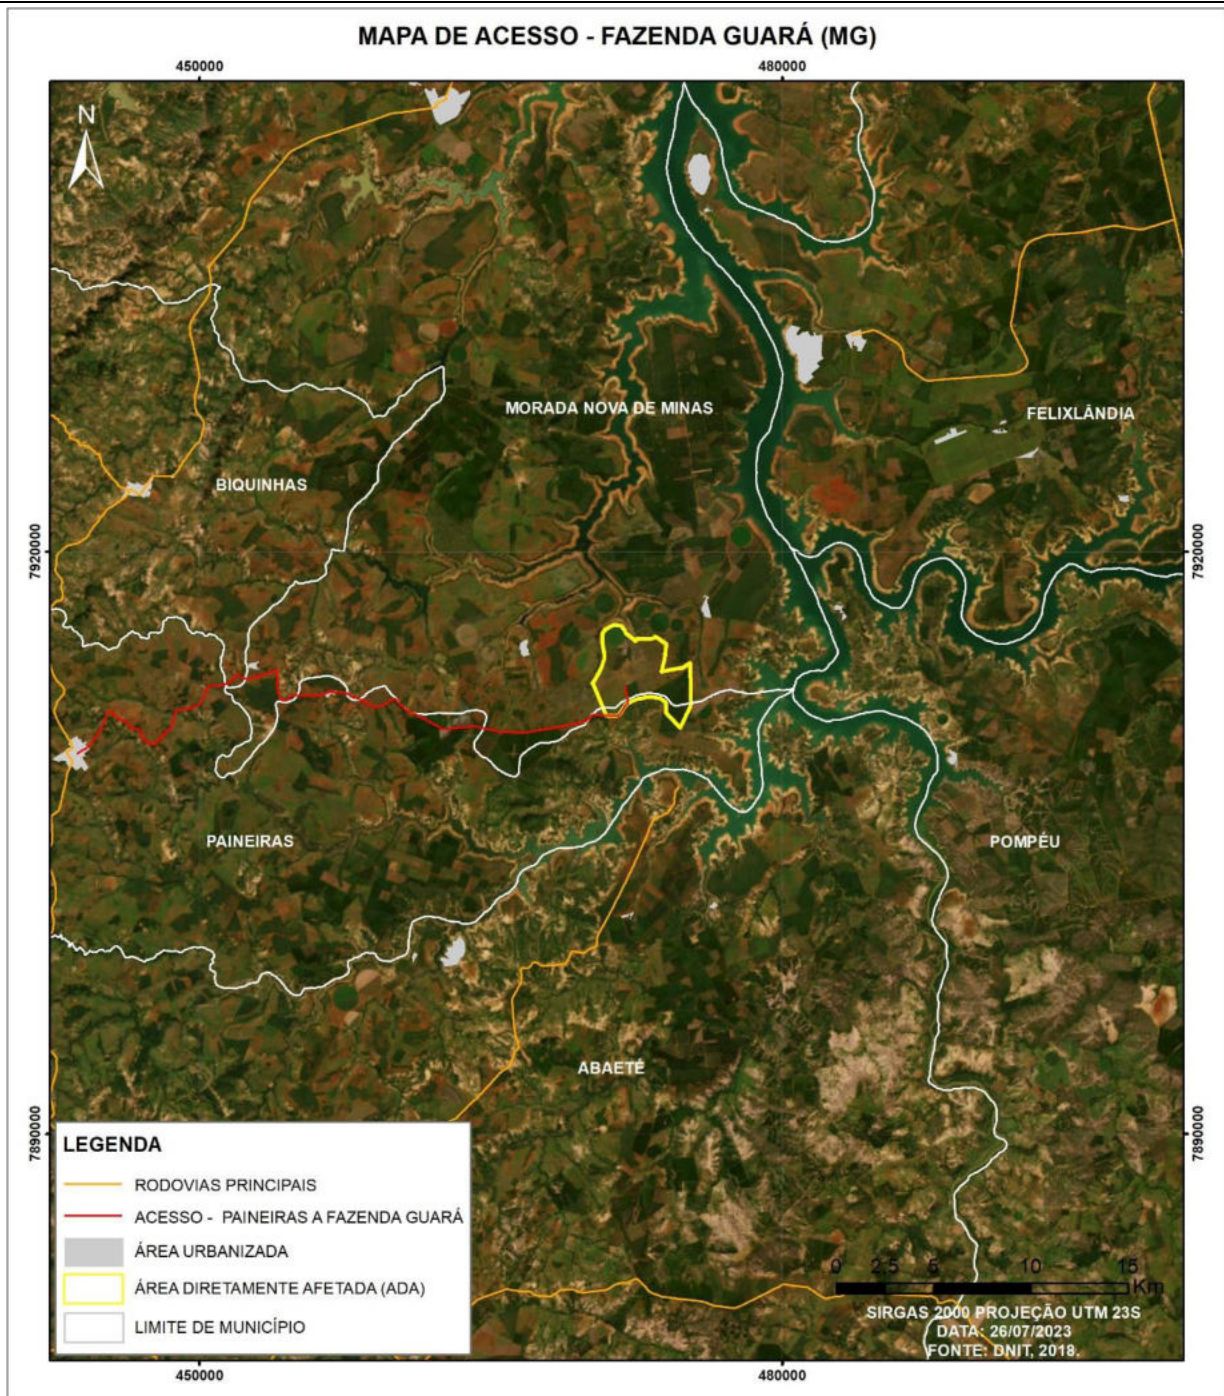 MAPA DE ACESSO - FAZENDA GUARÁ (MG)
450000
480000
N
MORADA NOVA DE MINAS
FELIXLÂNDIA
BIQUINHAS
7920000
7920000
PAINEIRAS
POMPÉU
ABAETÉ
7890000
7890000
LEGENDA
RODOVIAS PRINCIPAIS
ACESSO - PAINEIRAS A FAZENDA GUARÁ
ÁREA URBANIZADA
ÁREA DIRETAMENTE AFETADA (ADA)
LIMITE DE MUNICÍPIO
0 2,5 5 10 15
Km
SIRGAS 2000 PROJEÇÃO UTM 23S
DATA: 26/07/2023
FONTE: DNIT, 2018.
450000
480000